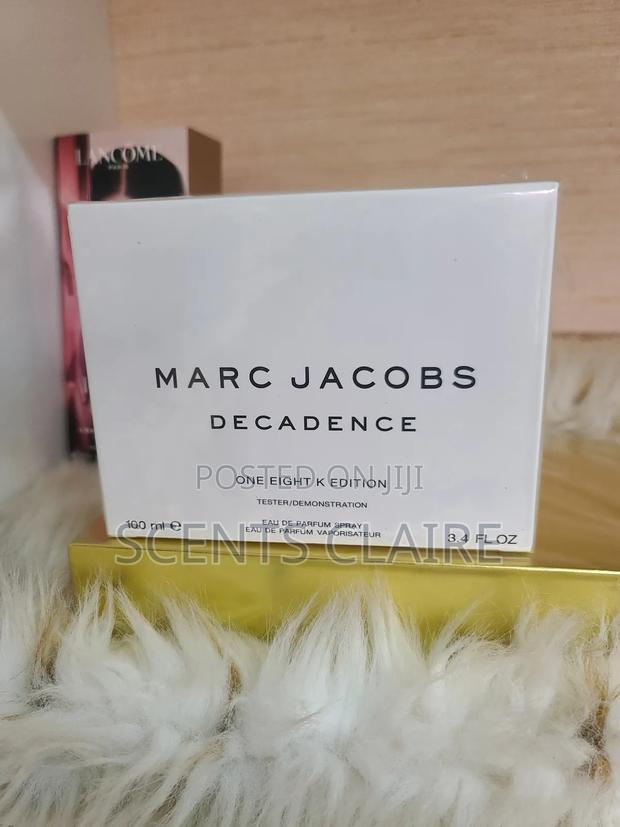 LANCOME
MARC JACOBS
DECADENCE
POSTED ON JIJI
ONE EIGHT K EDITION
TESTER/DEMONSTRATION
100 ml e
EAU DE PARFUM SPRAY
EAU DE PARFUM VAPORISATEUR
3.4 FL OZ
SCENTS CLAIRE